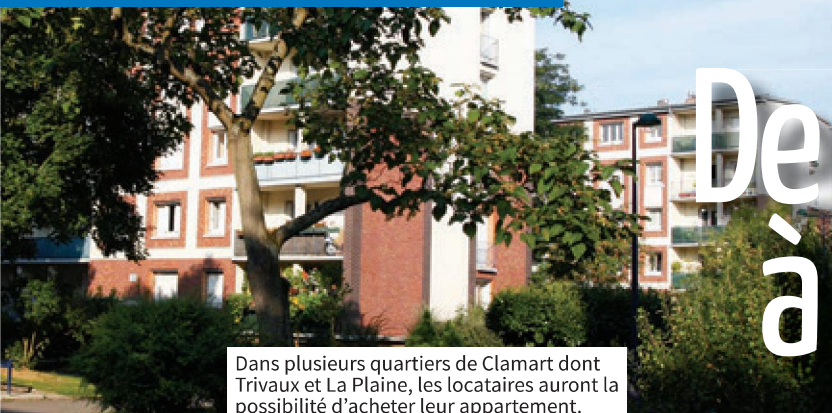 De
à
Dans plusieurs quartiers de Clamart dont
Trivaux et La Plaine, les locataires auront la
possibilité d'acheter leur appartement.